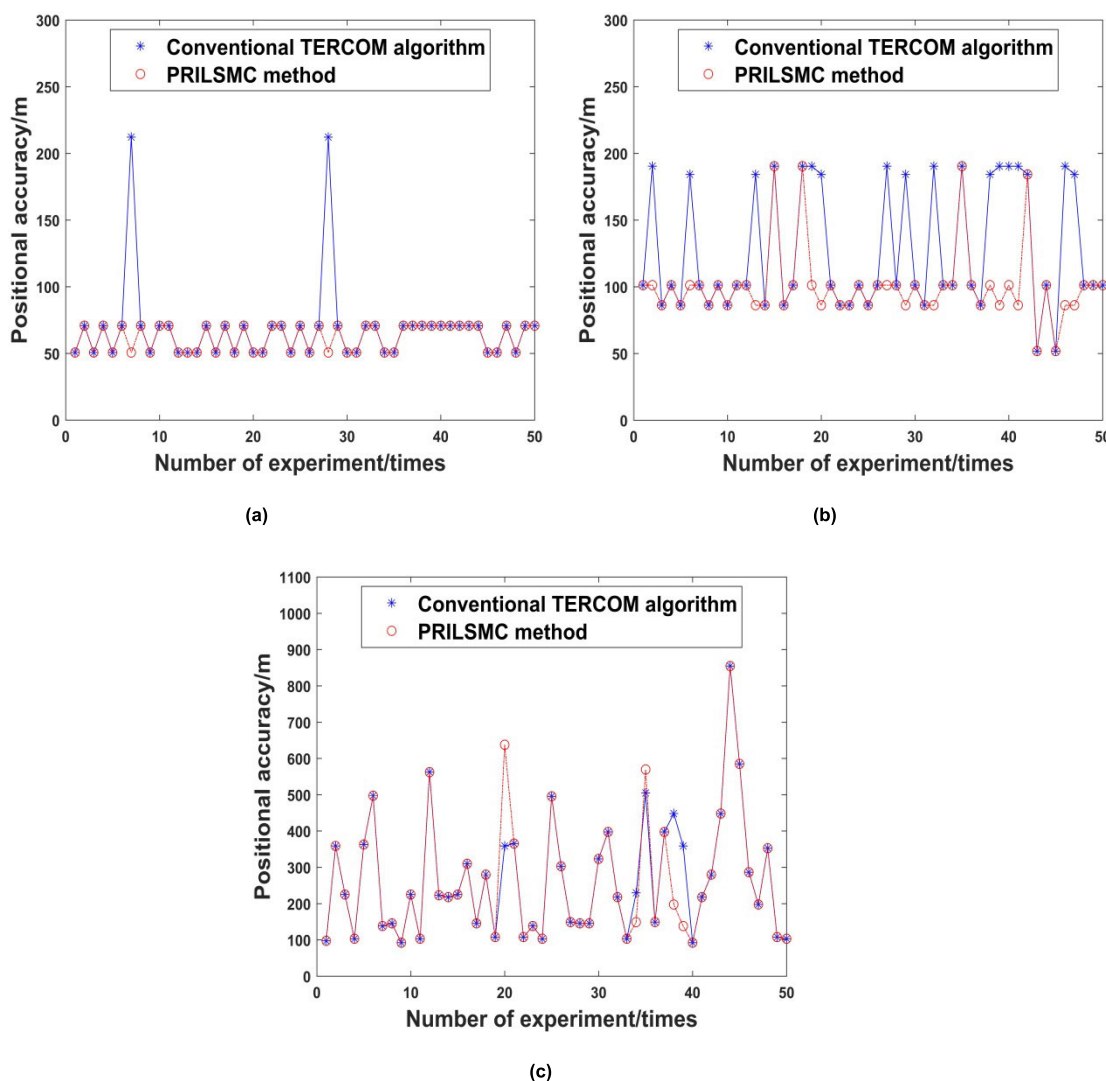 300
250
200
150
100
50
0
Positional accuracy/m
Conventional TERCOM algorithm
PRILSMC method
0 10 20 30 40 50
Number of experiment/times
(a)
300
250
200
150
100
50
0
Positional accuracy/m
Conventional TERCOM algorithm
PRILSMC method
0 10 20 30 40 50
Number of experiment/times
(b)
1100
1000
900
800
700
600
500
400
300
200
100
0
Positional accuracy/m
Conventional TERCOM algorithm
PRILSMC method
0 10 20 30 40 50
Number of experiment/times
(c)